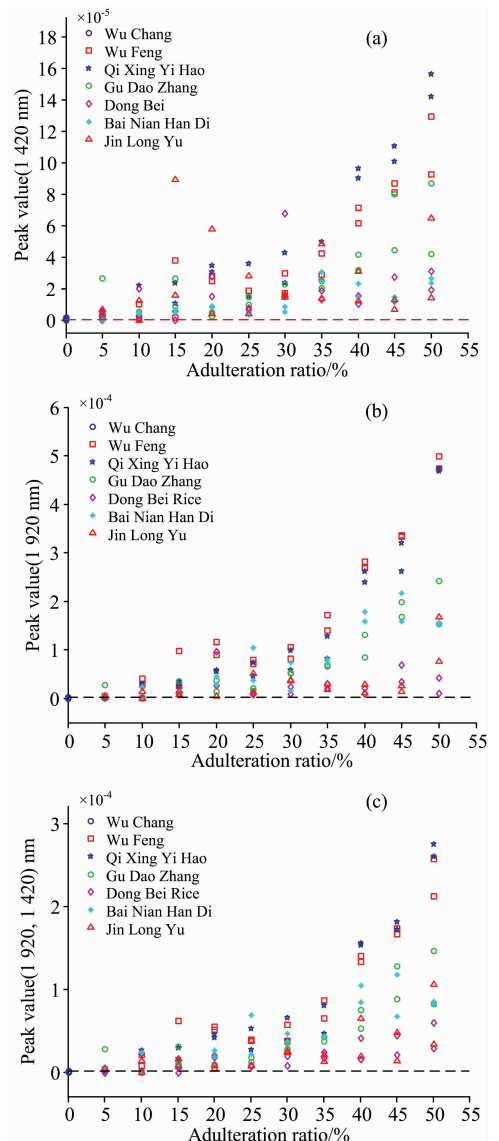 ×10⁻⁵
(a)
18
16
14
12
10
8
6
4
2
0
Peak value(1 420 nm)
Wu Chang
Wu Feng
Qi Xing Yi Hao
Gu Dao Zhang
Dong Bei
Bai Nian Han Di
Jin Long Yu
0 5 10 15 20 25 30 35 40 45 50 55
Adulteration ratio/%
×10⁻⁴
(b)
6
5
4
3
2
1
0
Peak value(1 920 nm)
Wu Chang
Wu Feng
Qi Xing Yi Hao
Gu Dao Zhang
Dong Bei Rice
Bai Nian Han Di
Jin Long Yu
0 5 10 15 20 25 30 35 40 45 50 55
Adulteration ratio/%
×10⁻⁴
(c)
3
2
1
0
Peak value(1 920, 1 420) nm
Wu Chang
Wu Feng
Qi Xing Yi Hao
Gu Dao Zhang
Dong Bei Rice
Bai Nian Han Di
Jin Long Yu
0 5 10 15 20 25 30 35 40 45 50 55
Adulteration ratio/%